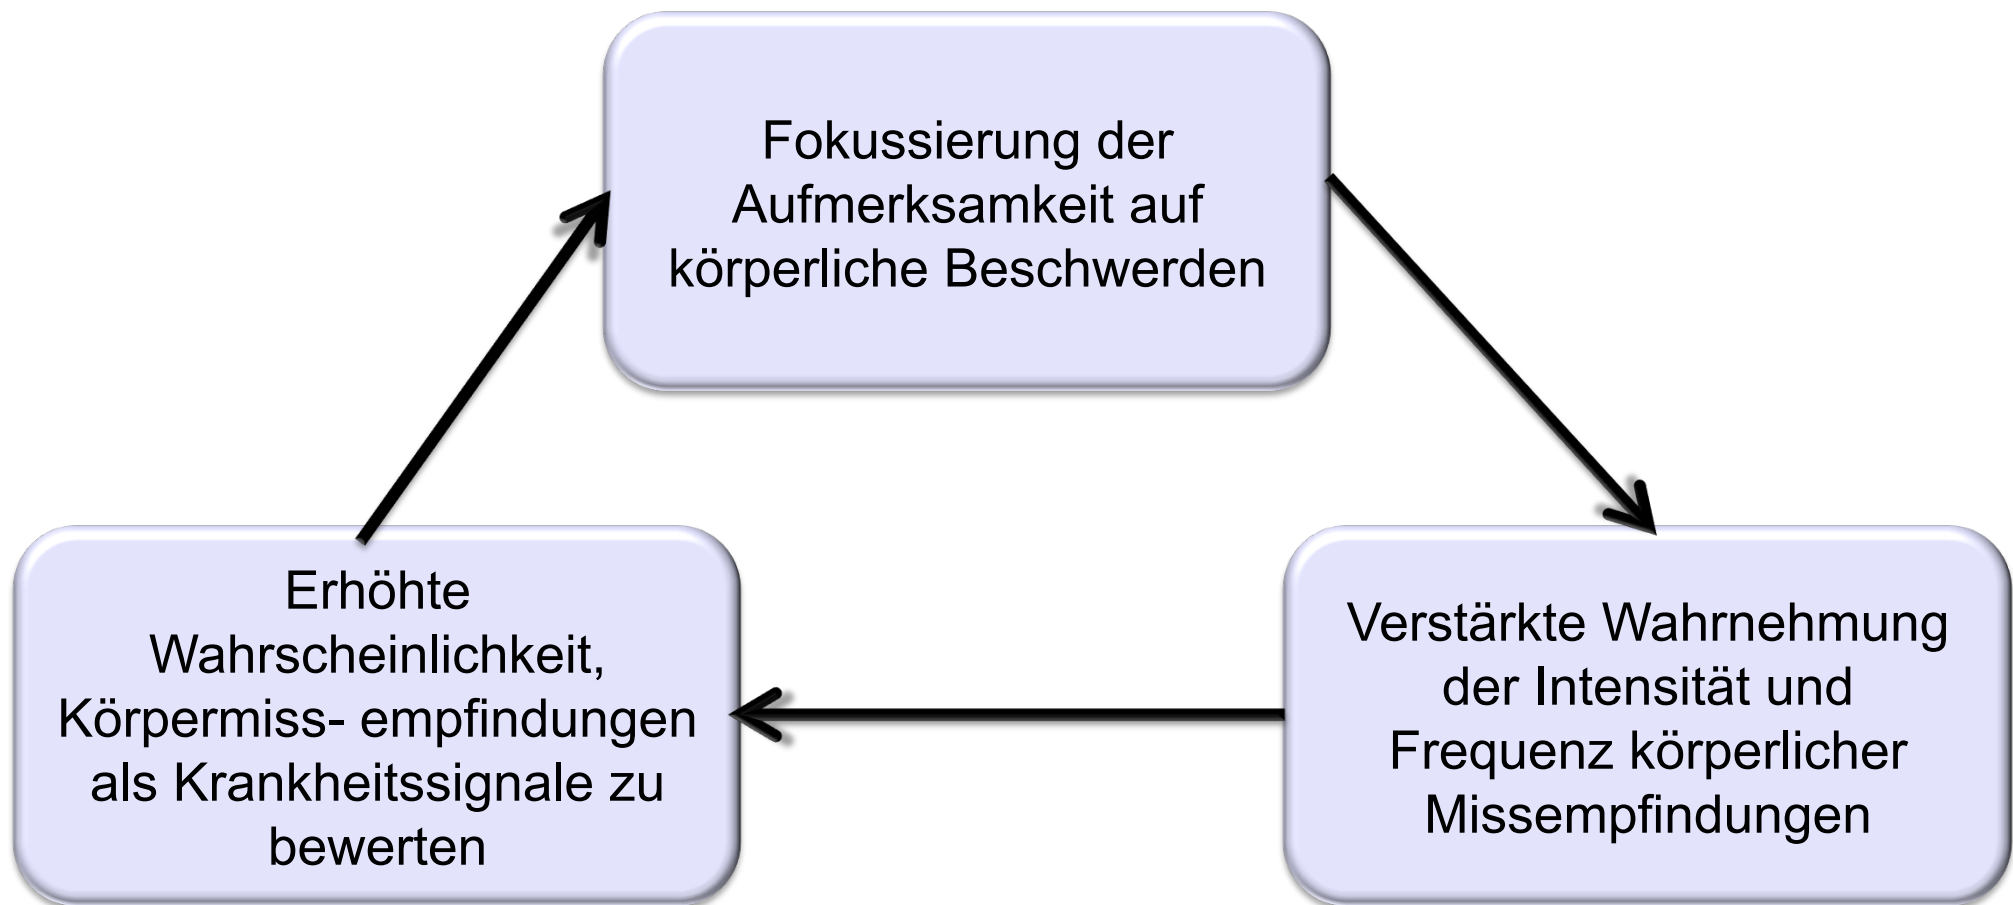 Fokussierung der
Aufmerksamkeit auf
körperliche Beschwerden
Erhöhte
Wahrscheinlichkeit,
Körpermiss- empfindungen
als Krankheitssignale zu
bewerten
Verstärkte Wahrnehmung
der Intensität und
Frequenz körperlicher
Missempfindungen